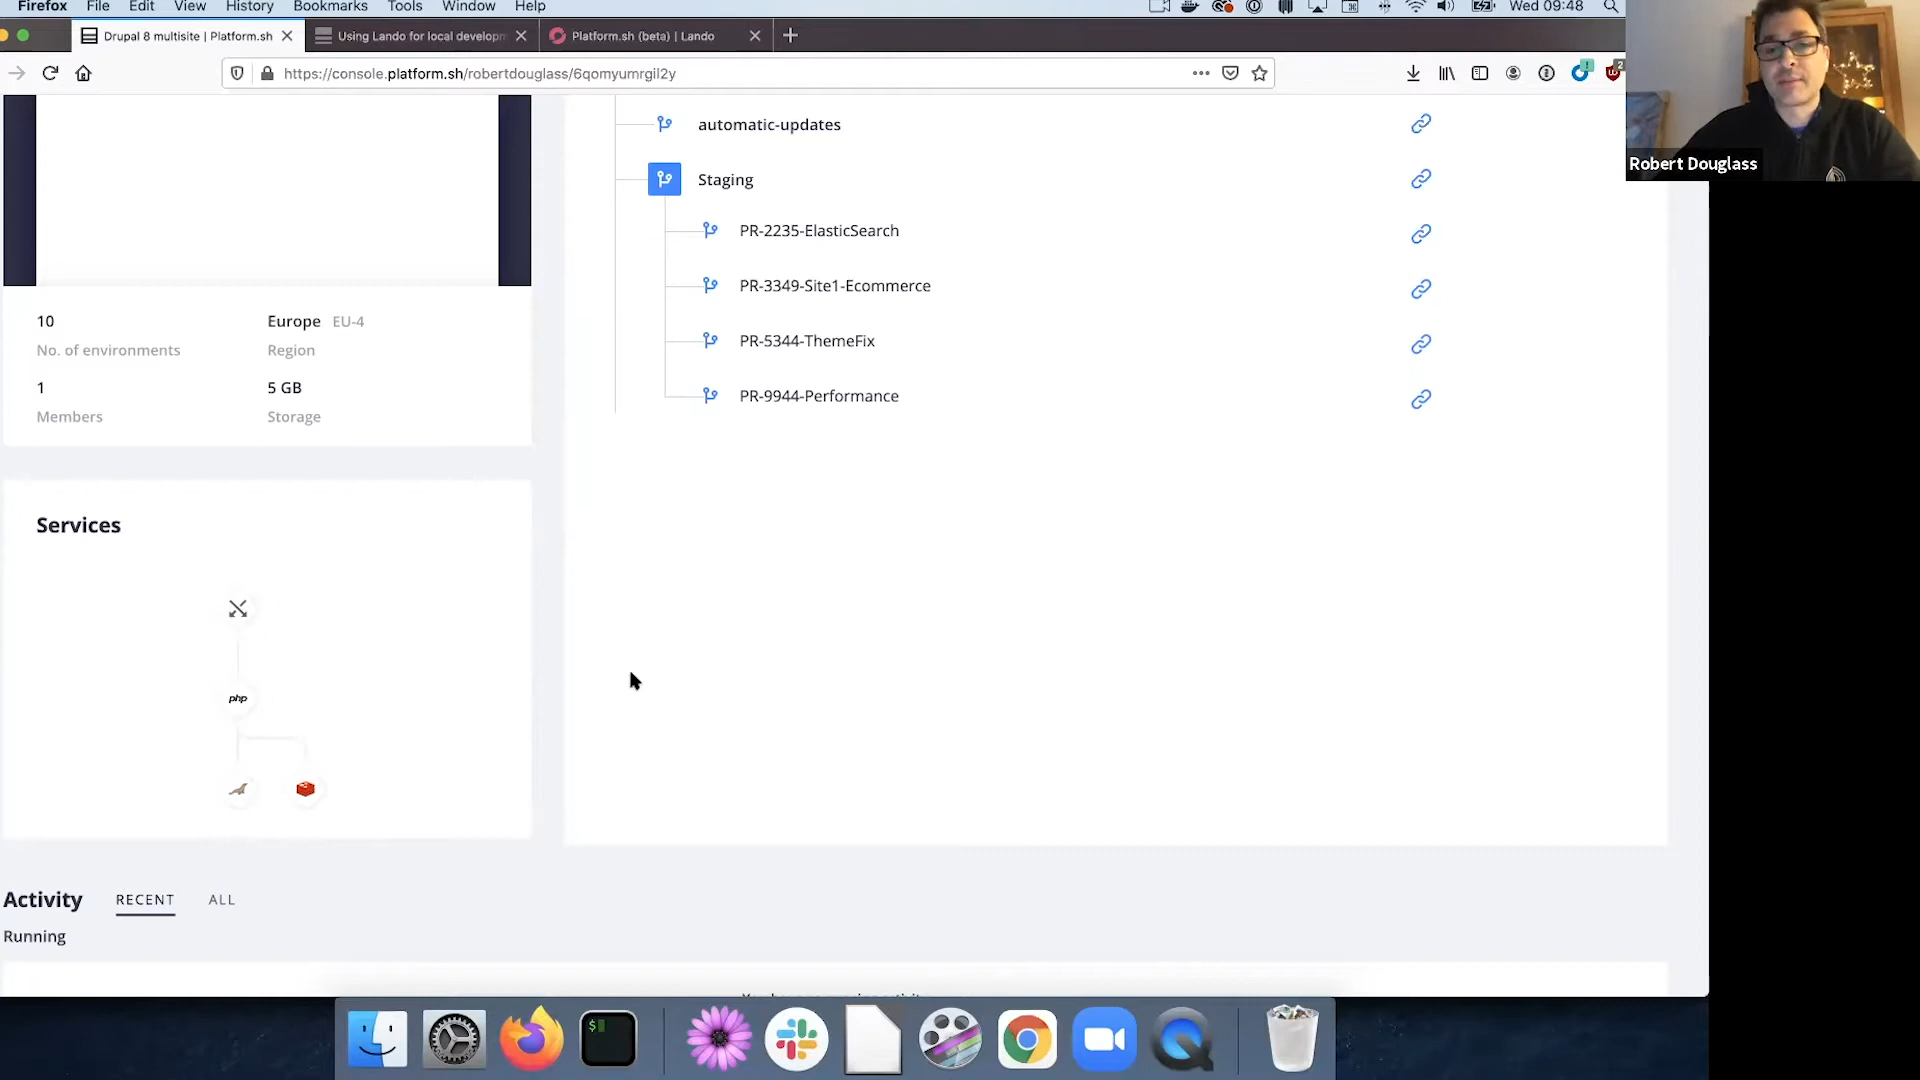 Firefox File Edit View History Bookmarks Tools Window Help Wed 09:48
Drupal 8 multisite | Platform.sh Using Lando for local developm Platform.sh (beta) | Lando
https://console.platform.sh/robertdouglass/6qomyumrgil2y
2
Robert Douglass
automatic-updates
Staging
PR-2235-ElasticSearch
PR-3349-Site1-Ecommerce
PR-5344-ThemeFix
PR-9944-Performance
10
No. of environments
Europe EU-4
Region
1
Members
5 GB
Storage
Services
php
Activity RECENT ALL
Running